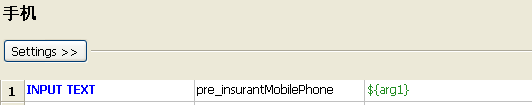 手机
Settings >>
1 INPUT TEXT pre_insurantMobilePhone ${arg1}